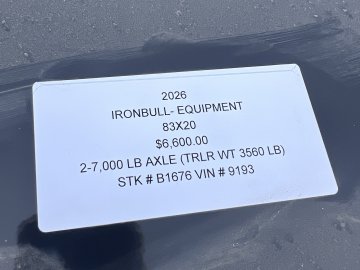 2026
IRONBULL- EQUIPMENT
83X20
$6,600.00
2-7,000 LB AXLE (TRLR WT 3560 LB)
STK # B1676 VIN # 9193